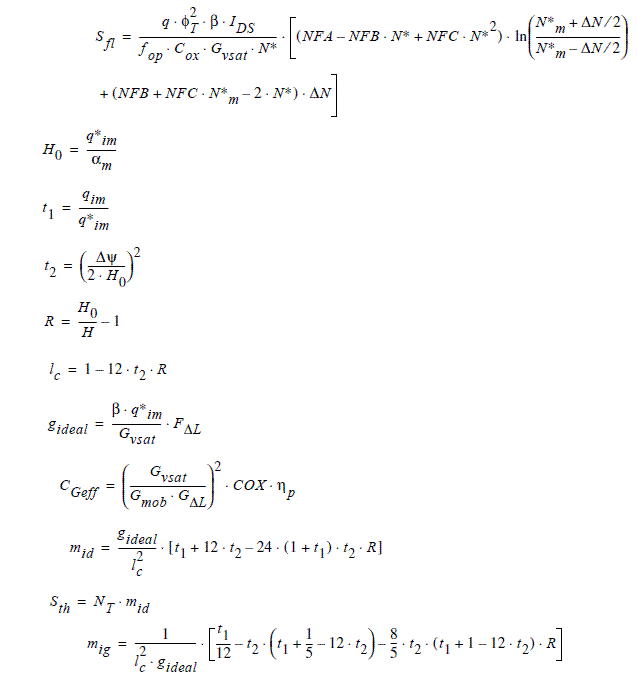 S_fl = (q · ϕ_T^2 · β · I_DS)/(f_op · C_ox · G_vsat · N*) · [(NFA – NFB · N* + NFC · N*^2) · ln((N*_m + ΔN/2)/(N*_m – ΔN/2))
+ (NFB + NFC · N*_m – 2 · N*) · ΔN]
H_0 = q*_im/α_m
t_1 = q_im/q*_im
t_2 = (Δψ/(2 · H_0))^2
R = H_0/H – 1
l_c = 1 – 12 · t_2 · R
g_ideal = (β · q*_im)/G_vsat · F_ΔL
C_Geff = (G_vsat/(G_mob · G_ΔL))^2 · COX · η_p
m_id = g_ideal/l_c^2 · [t_1 + 12 · t_2 – 24 · (1 + t_1) · t_2 · R]
S_th = N_T · m_id
m_ig = 1/(l_c^2 · g_ideal) · [t_1/12 – t_2 · (t_1 + 1/5 – 12 · t_2) – 8/5 · t_2 · (t_1 + 1 – 12 · t_2) · R]